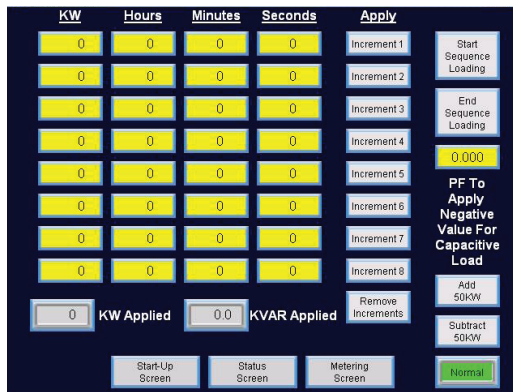 KW Hours Minutes Seconds Apply
0 0 0 0 Increment 1
0 0 0 0 Increment 2
0 0 0 0 Increment 3
0 0 0 0 Increment 4
0 0 0 0 Increment 5
0 0 0 0 Increment 6
0 0 0 0 Increment 7
0 0 0 0 Increment 8
Remove
Increments
0 KW Applied 0.0 KVAR Applied
Start
Sequence
Loading
End
Sequence
Loading
0.000
PF To
Apply
Negative
Value For
Capacitive
Load
Add
50KW
Subtract
50KW
Normal
Start-Up
Screen
Status
Screen
Metering
Screen